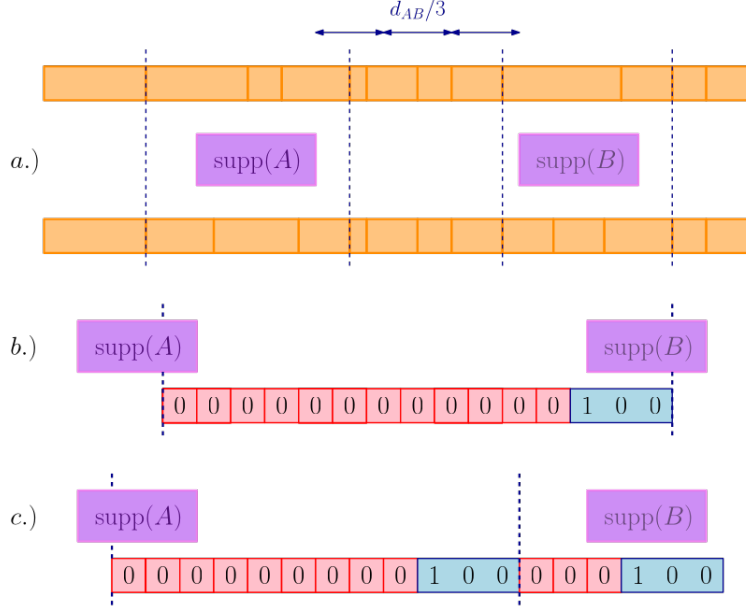 d_{AB}/3
a.) supp(A) supp(B)
b.) supp(A) supp(B)
0 0 0 0 0 0 0 0 0 0 0 0 1 0 0
c.) supp(A) supp(B)
0 0 0 0 0 0 0 0 0 1 0 0 0 0 0 1 0 0